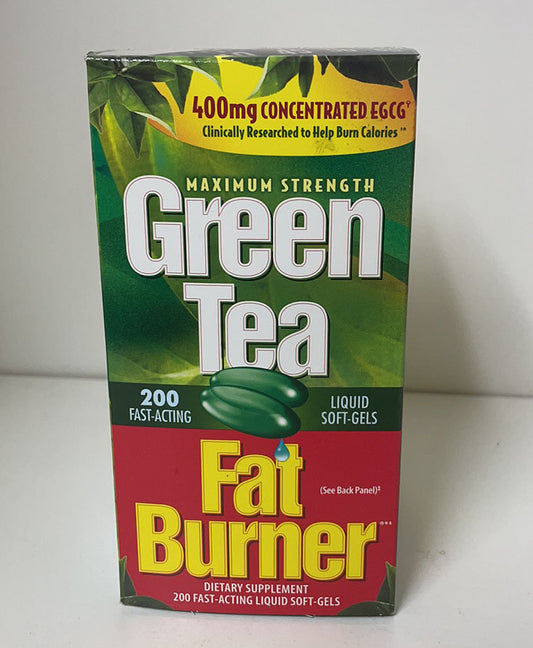 400mg CONCENTRATED EGCG
Clinically Researched to Help Burn Calories
MAXIMUM STRENGTH
Green
Tea
200
FAST-ACTING
LIQUID
SOFT-GELS
Fat
(See Back Panel)‡
Burner
DIETARY SUPPLEMENT
200 FAST-ACTING LIQUID SOFT-GELS